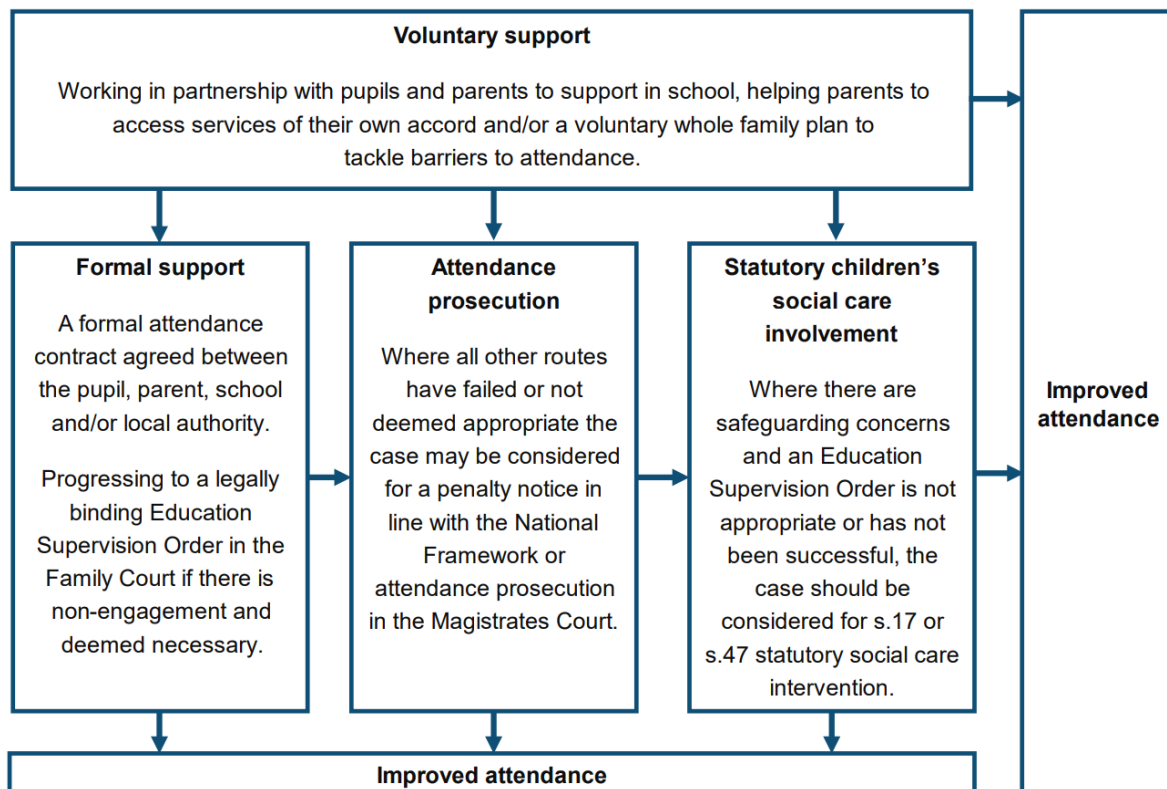 Voluntary support
Working in partnership with pupils and parents to support in school, helping parents to
access services of their own accord and/or a voluntary whole family plan to
tackle barriers to attendance.
Formal support
A formal attendance
contract agreed between
the pupil, parent, school
and/or local authority.
Progressing to a legally
binding Education
Supervision Order in the
Family Court if there is
non-engagement and
deemed necessary.
Attendance
prosecution
Where all other routes
have failed or not
deemed appropriate the
case may be considered
for a penalty notice in
line with the National
Framework or
attendance prosecution
in the Magistrates Court.
Statutory children’s
social care
involvement
Where there are
safeguarding concerns
and an Education
Supervision Order is not
appropriate or has not
been successful, the
case should be
considered for s.17 or
s.47 statutory social care
intervention.
Improved
attendance
Improved attendance